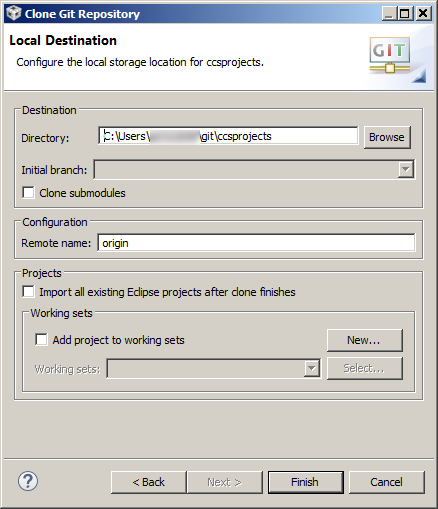 Clone Git Repository
Local Destination
Configure the local storage location for ccsprojects.
GIT
Destination
Directory: C:\Users\ \git\ccsprojects Browse
Initial branch:
Clone submodules
Configuration
Remote name: origin
Projects
Import all existing Eclipse projects after clone finishes
Working sets
Add project to working sets New...
Working sets: Select...
? < Back Next > Finish Cancel